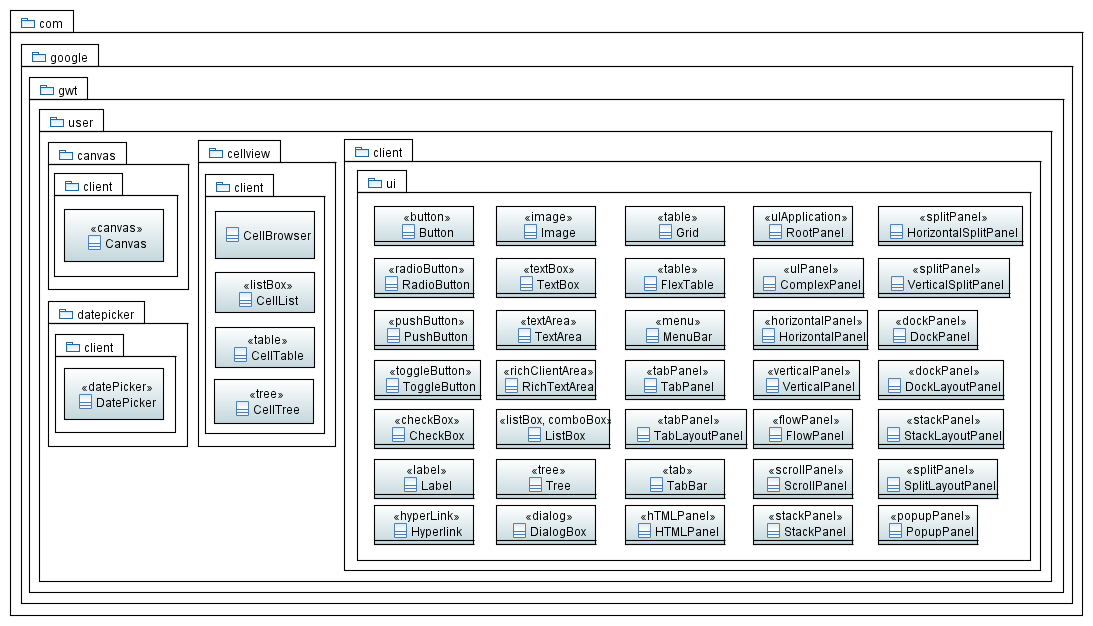 com
google
gwt
user
canvas
client
«canvas»
Canvas
datepicker
client
«datePicker»
DatePicker
cellview
client
CellBrowser
«listBox»
CellList
«table»
CellTable
«tree»
CellTree
client
ui
«button»
Button
«image»
Image
«table»
Grid
«uIApplication»
RootPanel
«splitPanel»
HorizontalSplitPanel
«radioButton»
RadioButton
«textBox»
TextBox
«table»
FlexTable
«uIPanel»
ComplexPanel
«splitPanel»
VerticalSplitPanel
«pushButton»
PushButton
«textArea»
TextArea
«menu»
MenuBar
«horizontalPanel»
HorizontalPanel
«dockPanel»
DockPanel
«toggleButton»
ToggleButton
«richClientArea»
RichTextArea
«tabPanel»
TabPanel
«verticalPanel»
VerticalPanel
«dockPanel»
DockLayoutPanel
«checkBox»
CheckBox
«listBox, comboBox»
ListBox
«tabPanel»
TabLayoutPanel
«flowPanel»
FlowPanel
«stackPanel»
StackLayoutPanel
«label»
Label
«tree»
Tree
«tab»
TabBar
«scrollPanel»
ScrollPanel
«splitPanel»
SplitLayoutPanel
«hyperLink»
Hyperlink
«dialog»
DialogBox
«hTMLPanel»
HTMLPanel
«stackPanel»
StackPanel
«popupPanel»
PopupPanel